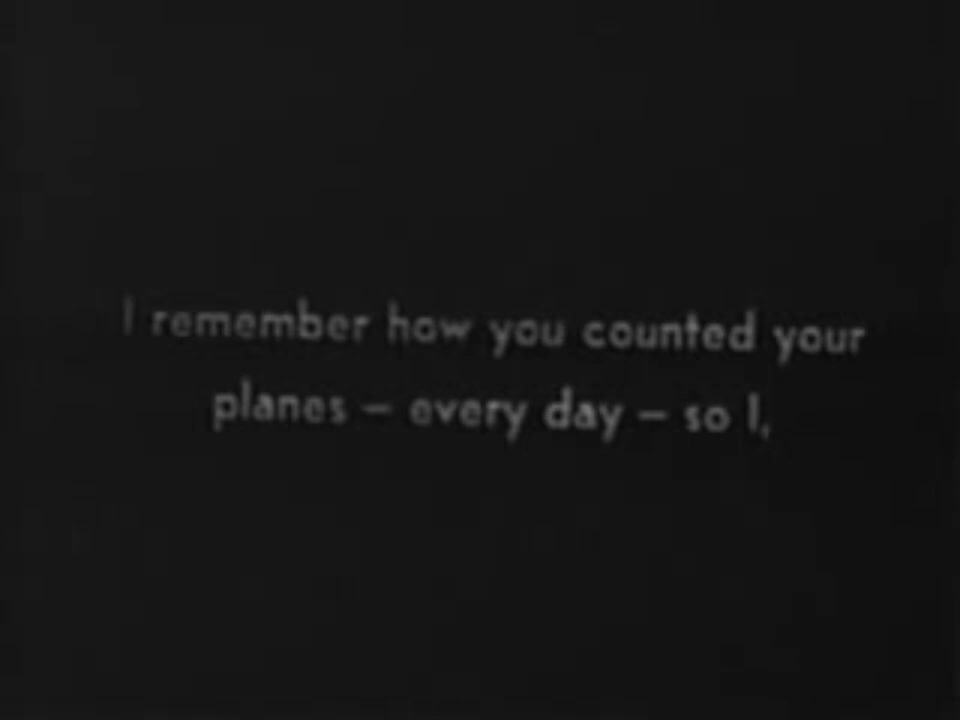 I remember how you counted your
planes – every day – so I,